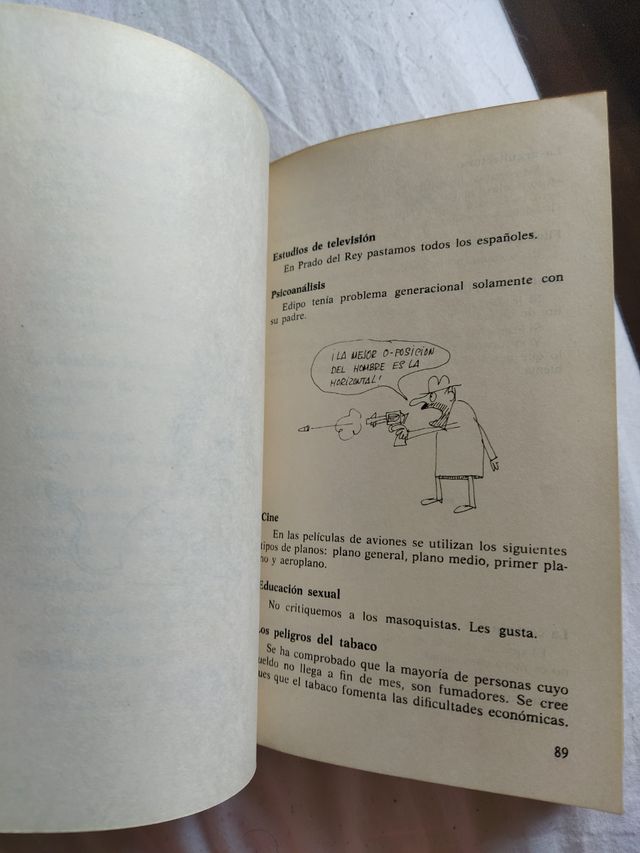 Estudios de televisión
En Prado del Rey pastamos todos los españoles.
Psicoanálisis
Edipo tenía problema generacional solamente con
su padre.
¡LA MEJOR O-POSICION
DEL HOMBRE ES LA
HORIZONTAL!
Cine
En las películas de aviones se utilizan los siguientes
tipos de planos: plano general, plano medio, primer pla-
no y aeroplano.
Educación sexual
No critiquemos a los masoquistas. Les gusta.
Los peligros del tabaco
Se ha comprobado que la mayoría de personas cuyo
sueldo no llega a fin de mes, son fumadores. Se cree
pues que el tabaco fomenta las dificultades económicas.
89